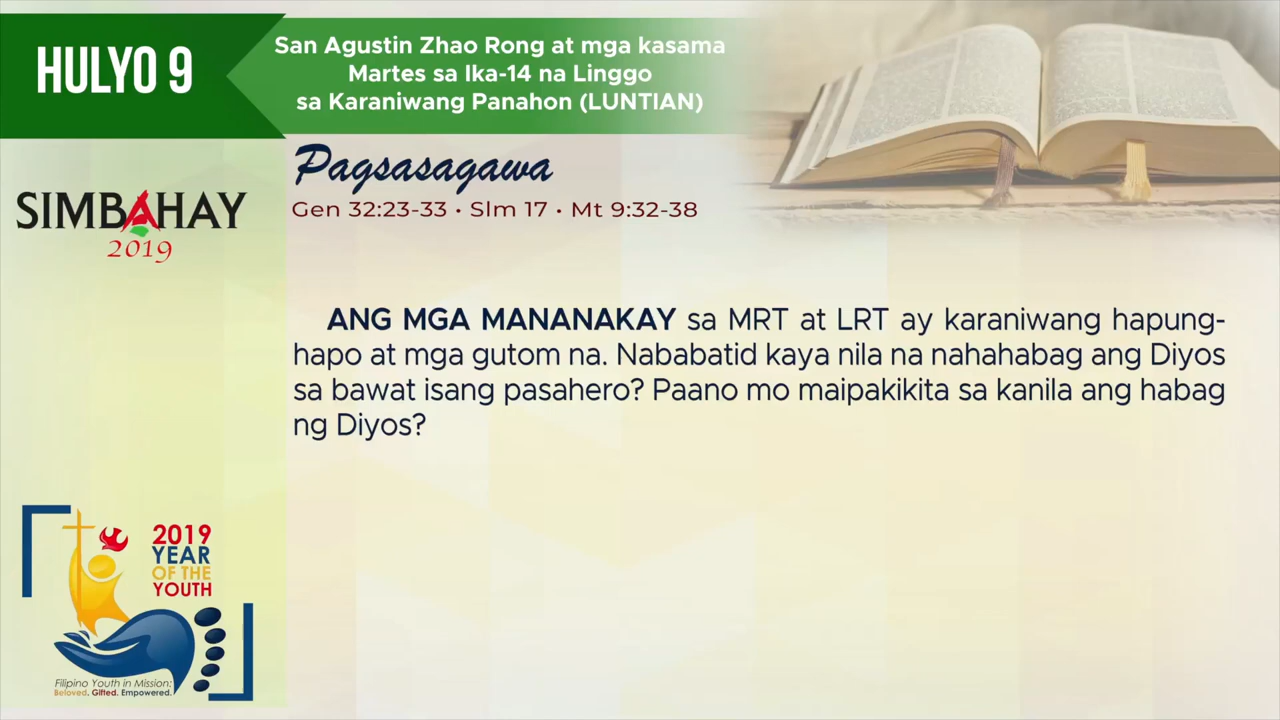 HULYO 9
San Agustin Zhao Rong at mga kasama
Martes sa Ika-14 na Linggo
sa Karaniwang Panahon (LUNTIAN)
Pagsasagawa
Gen 32:23-33 • Slm 17 • Mt 9:32-38
SIMBAHAY
2019
ANG MGA MANANAKAY sa MRT at LRT ay karaniwang hapung-
hapo at mga gutom na. Nababatid kaya nila na nahahabag ang Diyos
sa bawat isang pasahero? Paano mo maipakikita sa kanila ang habag
ng Diyos?
2019
YEAR
OF THE
YOUTH
Filipino Youth in Mission:
Beloved. Gifted. Empowered.